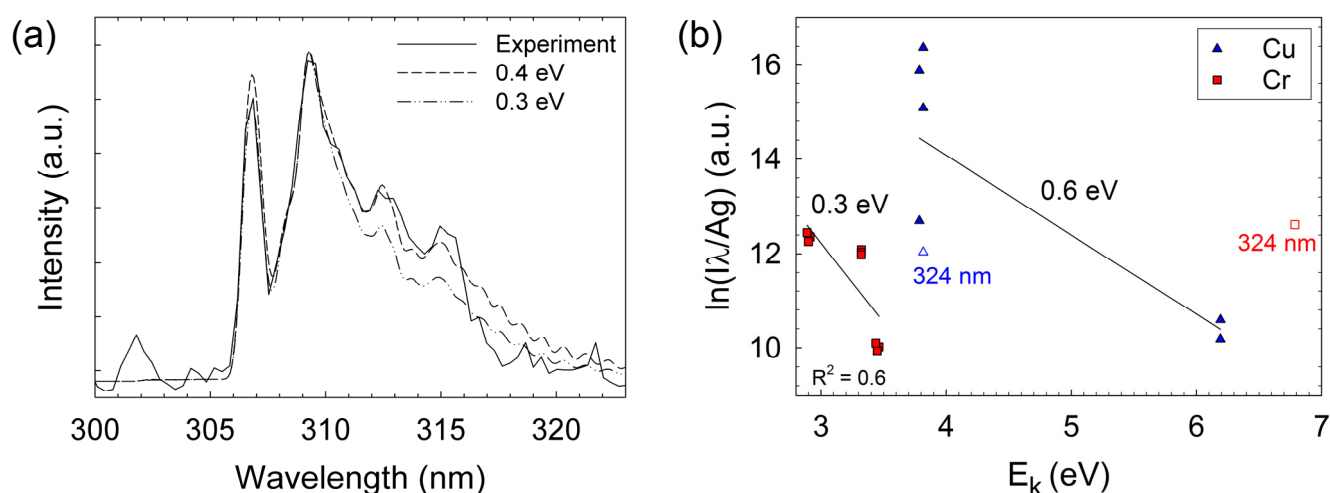 (a)
Experiment
0.4 eV
0.3 eV
Intensity (a.u.)
300 305 310 315 320
Wavelength (nm)
(b)
Cu
Cr
16
14
12
10
ln(Iλ/Ag) (a.u.)
0.3 eV
0.6 eV
324 nm
324 nm
R² = 0.6
3 4 5 6 7
Eₖ (eV)